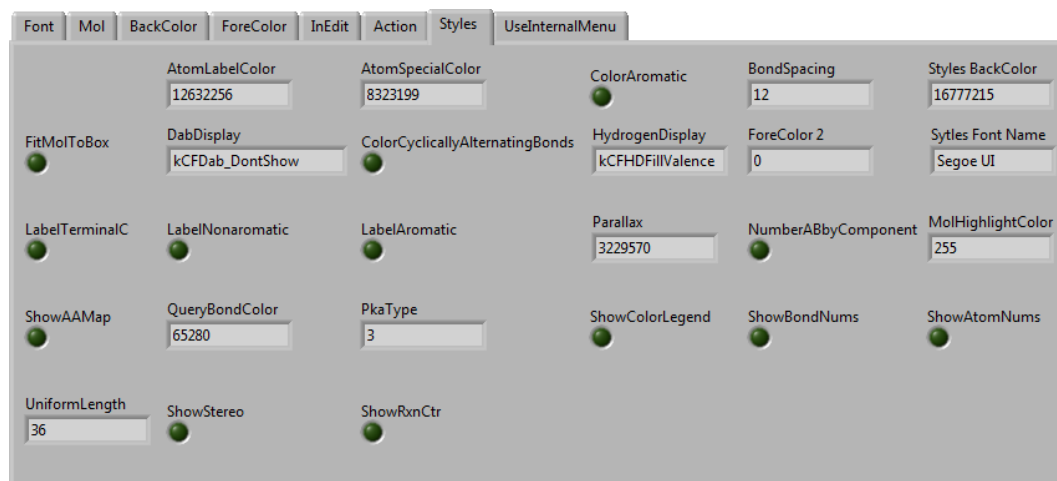 Font Mol BackColor ForeColor InEdit Action Styles UseInternalMenu
AtomLabelColor AtomSpecialColor ColorAromatic BondSpacing Styles BackColor
12632256 8323199 12 16777215
FitMolToBox DabDisplay ColorCyclicallyAlternatingBonds HydrogenDisplay ForeColor 2 Sytles Font Name
kCFDab_DontShow kCFHDFillValence 0 Segoe UI
LabelTerminalC LabelNonaromatic LabelAromatic Parallax NumberABbyComponent MolHighlightColor
3229570 255
ShowAAMap QueryBondColor PkaType ShowColorLegend ShowBondNums ShowAtomNums
65280 3
UniformLength ShowStereo ShowRxnCtr
36